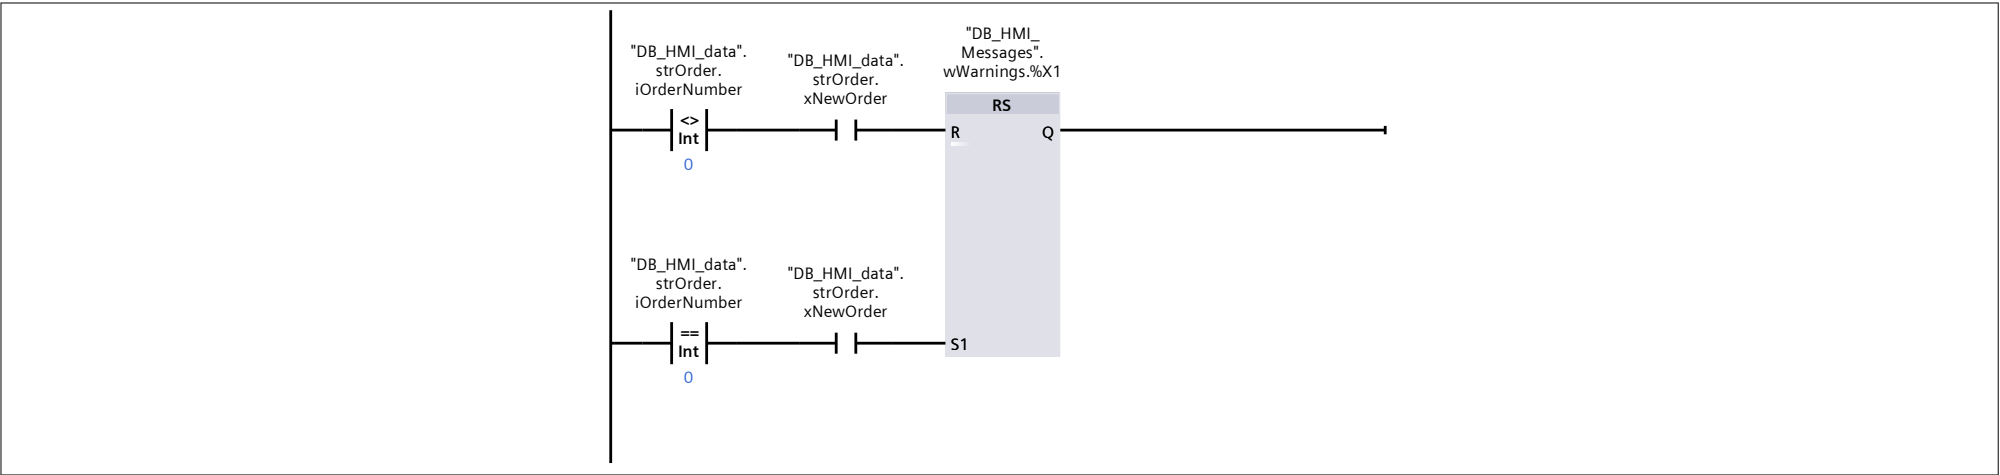 "DB_HMI_data".
strOrder.
iOrderNumber
<>
Int
0
"DB_HMI_data".
strOrder.
xNewOrder
"DB_HMI_
Messages".
wWarnings.%X1
RS
R
Q
"DB_HMI_data".
strOrder.
iOrderNumber
==
Int
0
"DB_HMI_data".
strOrder.
xNewOrder
S1